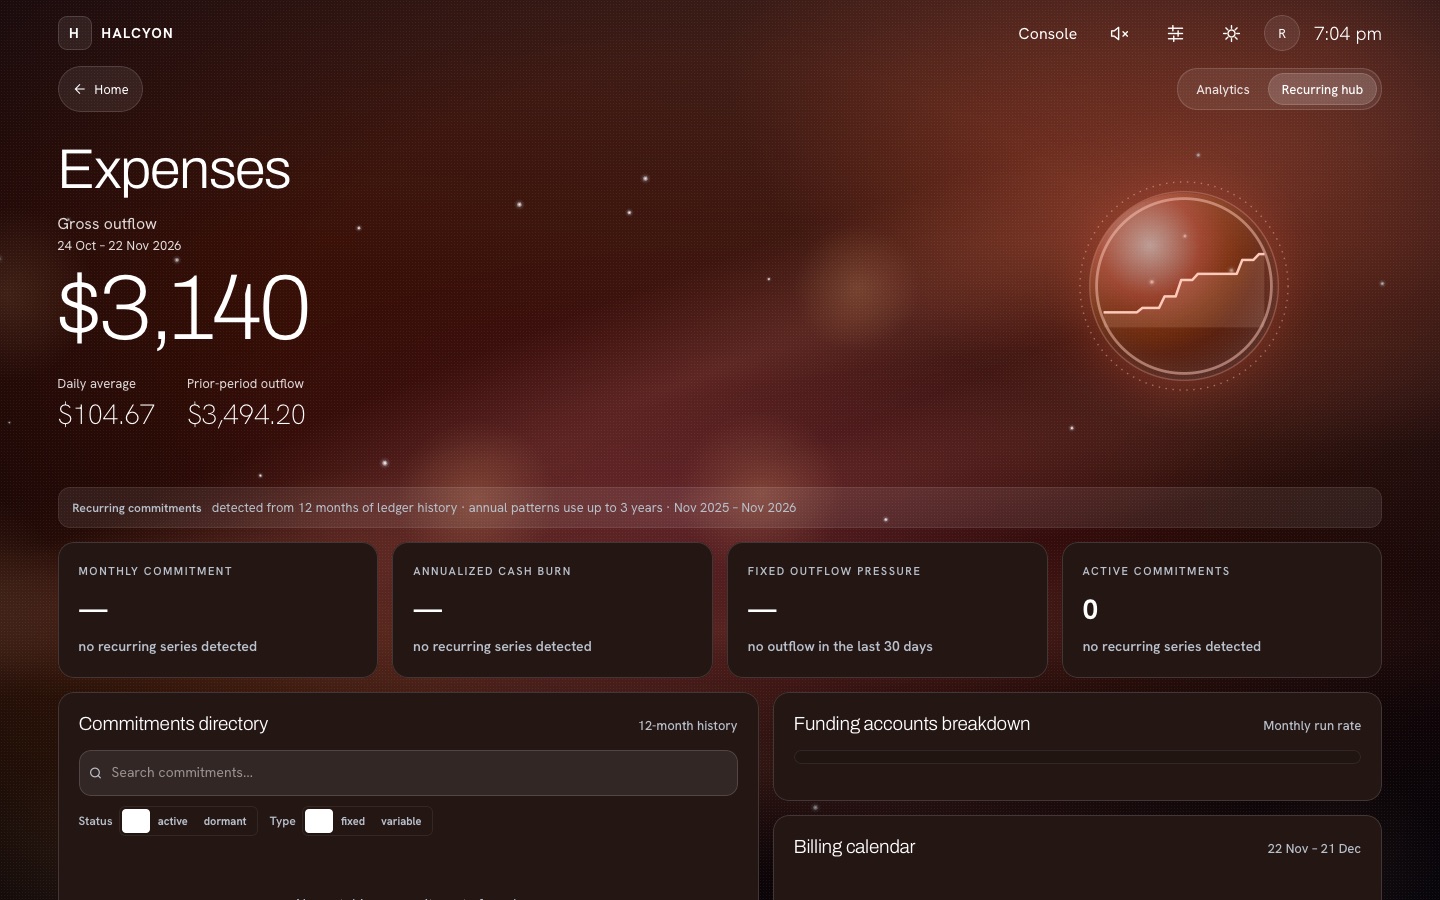 H HALCYON
Console
R
7:04 pm
Home
Analytics
Recurring hub
Expenses
Gross outflow
24 Oct – 22 Nov 2026
$3,140
Daily average
$104.67
Prior-period outflow
$3,494.20
Recurring commitments detected from 12 months of ledger history · annual patterns use up to 3 years · Nov 2025 – Nov 2026
MONTHLY COMMITMENT
—
no recurring series detected
ANNUALIZED CASH BURN
—
no recurring series detected
FIXED OUTFLOW PRESSURE
—
no outflow in the last 30 days
ACTIVE COMMITMENTS
0
no recurring series detected
Commitments directory
12-month history
Search commitments...
Status
active
dormant
Type
fixed
variable
Funding accounts breakdown
Monthly run rate
Billing calendar
22 Nov – 21 Dec